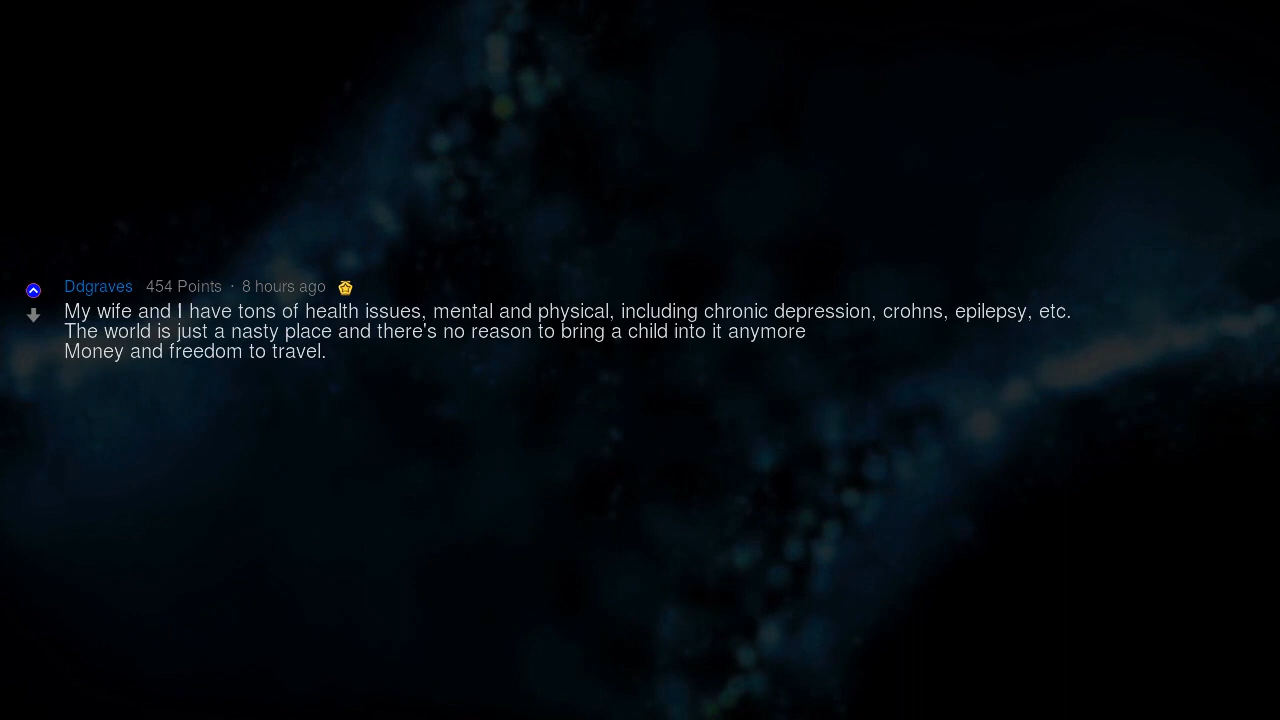 Ddgraves 454 Points · 8 hours ago
My wife and I have tons of health issues, mental and physical, including chronic depression, crohns, epilepsy, etc.
The world is just a nasty place and there's no reason to bring a child into it anymore
Money and freedom to travel.